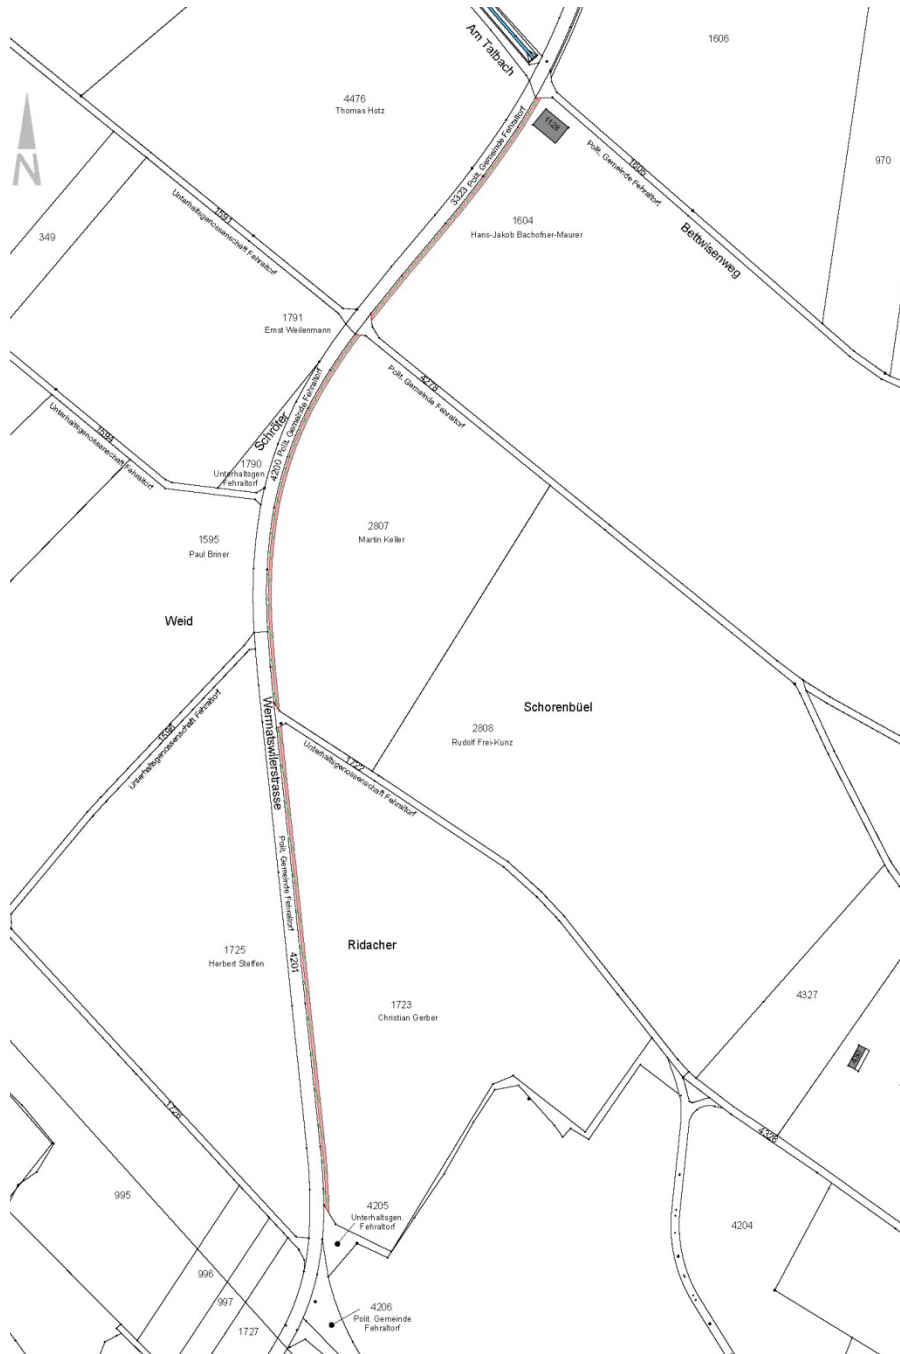 Am Talbach
1606
4476
Thomas Hotz
1128
3323 Polit. Gemeinde Fehraltorf
1605
Polit. Gemeinde Fehraltorf
970
N
1591
Unterhaltsgenossenschaft Fehraltorf
1604
Hans-Jakob Bachofner-Maurer
Bettwisenweg
349
1791
Ernst Weilenmann
4278
Polit. Gemeinde Fehraltorf
1594
Unterhaltsgenossenschaft Fehraltorf
Schröter
4200 Polit. Gemeinde Fehraltorf
1790
Unterhaltsgen.
Fehraltorf
1595
Paul Briner
2807
Martin Keller
Weid
1596
Unterhaltsgenossenschaft Fehraltorf
Wermatswilerstrasse
Schorenbüel
2808
Rudolf Frei-Kunz
1722
Unterhaltsgenossenschaft Fehraltorf
Polit. Gemeinde Fehraltorf
4201
1725
Herbert Steffen
Ridacher
1723
Christian Gerber
4327
1726
4328
995
4205
Unterhaltsgen.
Fehraltorf
4204
996
997
1727
4206
Polit. Gemeinde
Fehraltorf